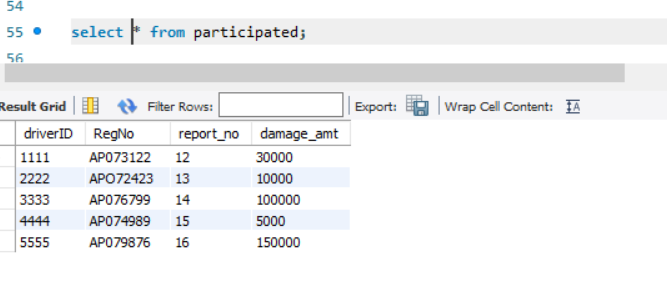 54
55 select * from participated;
56
Result Grid Filter Rows: Export: Wrap Cell Content: IA
driverID RegNo report_no damage_amt
1111 AP073122 12 30000
2222 APO72423 13 10000
3333 AP076799 14 100000
4444 AP074989 15 5000
5555 AP079876 16 150000